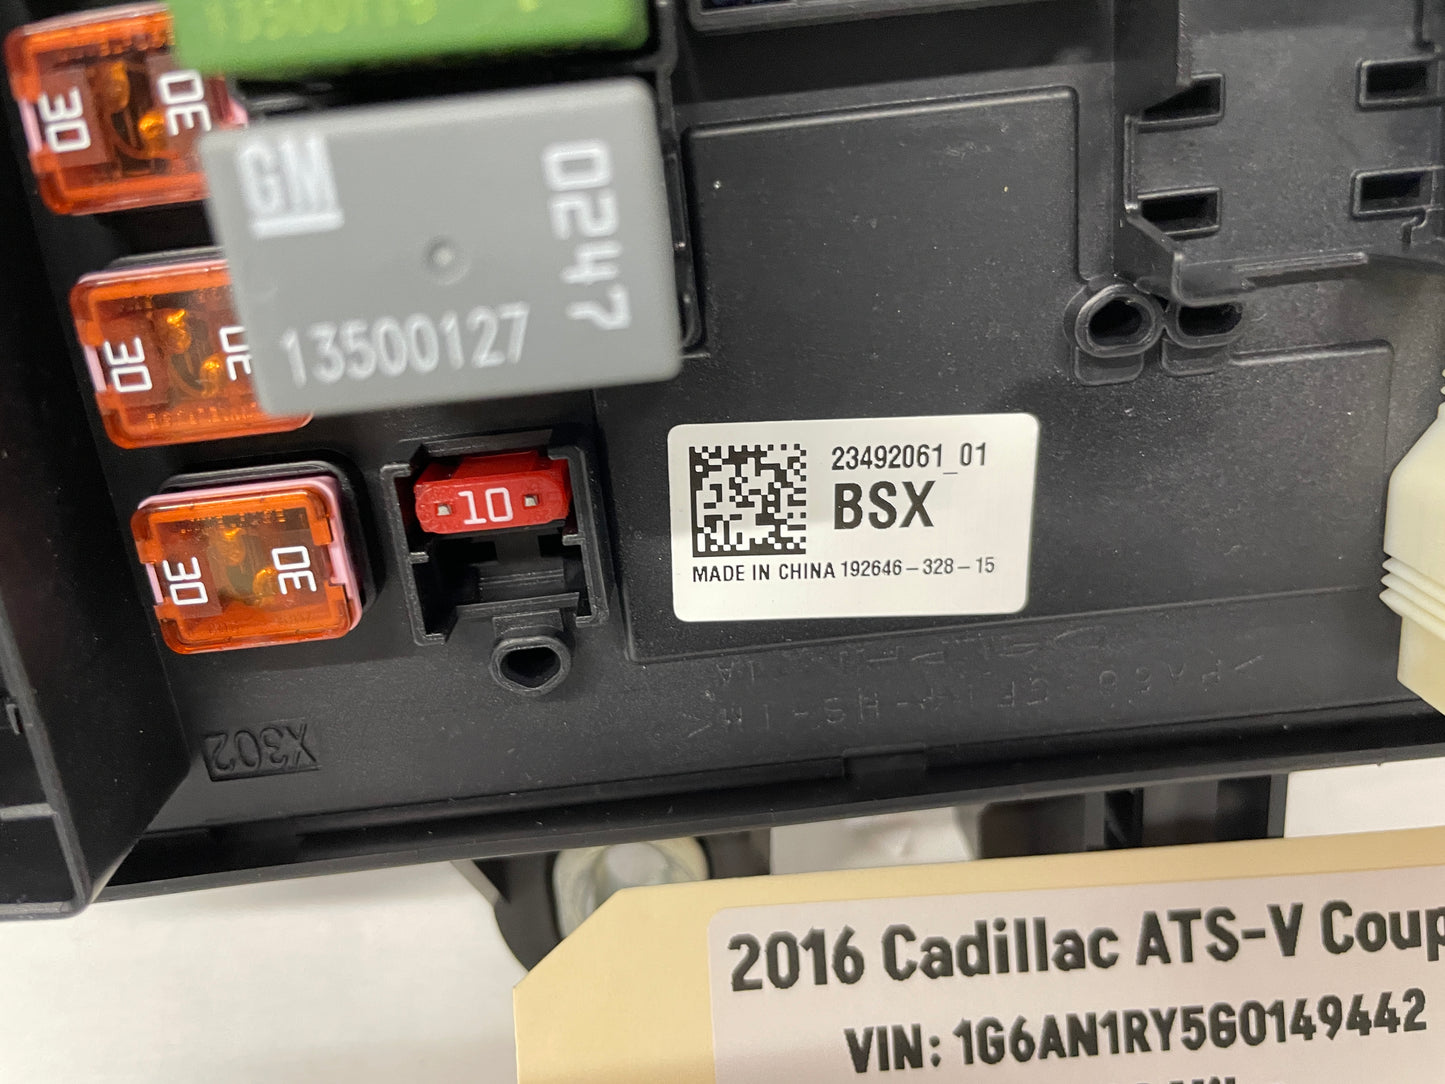 13500119
30
30
GM
0247
13500127
30
30
30
30
10
23492061_01
BSX
MADE IN CHINA 192646-328-15
X302
2016 Cadillac ATS-V Coup
VIN: 1G6AN1RY5G0149442